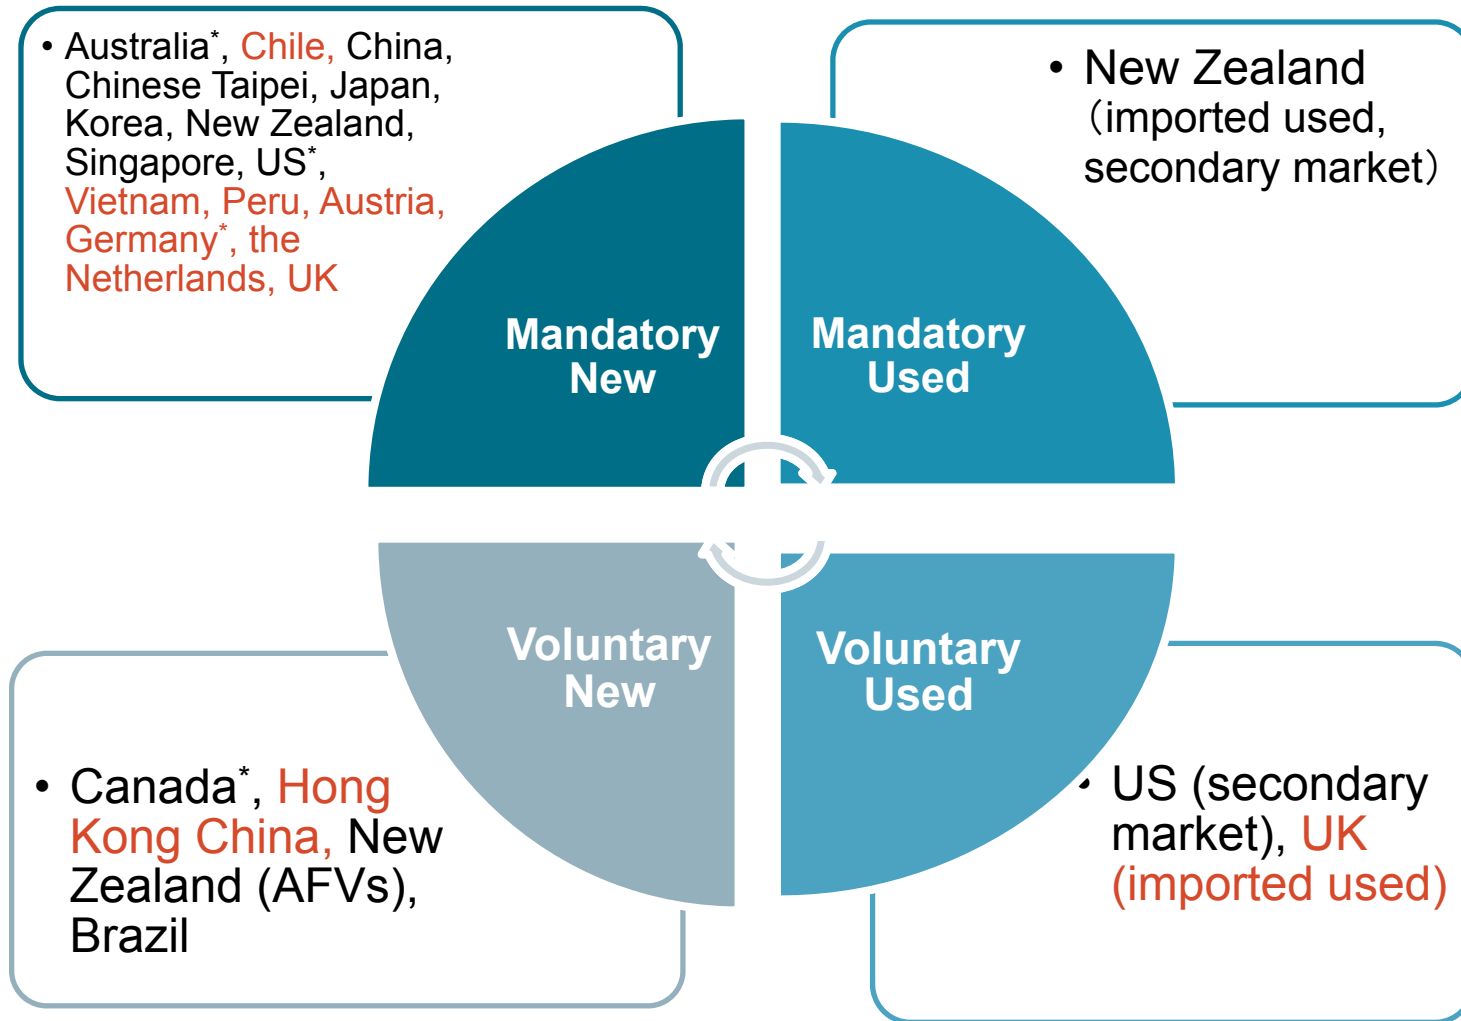 • Australia*, Chile, China,
Chinese Taipei, Japan,
Korea, New Zealand,
Singapore, US*,
Vietnam, Peru, Austria,
Germany*, the
Netherlands, UK
• New Zealand
（imported used,
secondary market）
Mandatory
New
Mandatory
Used
Voluntary
New
Voluntary
Used
• Canada*, Hong
Kong China, New
Zealand (AFVs),
Brazil
• US (secondary
market), UK
(imported used)